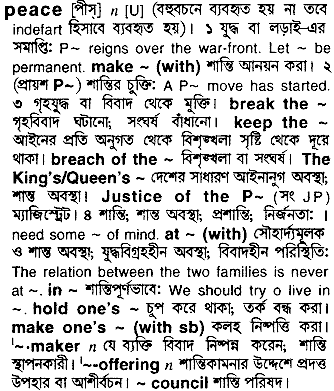 peace [পীস্] n [U] (বহুবচনে ব্যবহৃত হয় না তবে
indefart হিসাবে ব্যবহৃত হয়)। ১ যুদ্ধ বা লড়াই-এর
সমাপ্তি: P~ reigns over the war-front. Let ~ be
permanent. make ~ (with) শান্তি আনয়ন করা। ২
(প্রায়শ P~) শান্তির চুক্তি: A P~ move has started.
৩ গৃহযুদ্ধ বা বিবাদ থেকে মুক্তি। break the ~
গৃহবিবাদ ঘটানো; সংঘর্ষ বাঁধানো। keep the ~
আইনের প্রতি অনুগত থেকে বিশৃঙ্খলা সৃষ্টি থেকে দূরে
থাকা। breach of the ~ বিশৃঙ্খলা বা সংঘর্ষ। The
King's/Queen's ~ দেশের সাধারণ আইনানুগ অবস্থা;
শান্ত অবস্থা। Justice of the P~ (সং JP)
ম্যাজিস্ট্রেট। ৪ শান্তি; শান্ত অবস্থা; প্রশান্তি; নির্জনতা: I
need some ~ of mind. at ~ (with) সৌহার্দ্যমূলক
ও শান্ত অবস্থা; যুদ্ধবিগ্রহহীন অবস্থা; বিবাদহীন পরিস্থিতি:
The relation between the two families is never
at ~. in ~ শান্তিপূর্ণভাবে: We should try o live in
~. hold one's ~ চুপ করে থাকা; তর্ক বন্ধ করা।
make one's ~ (with sb) কলহ নিষ্পত্তি করা।
'~·maker n যে ব্যক্তি বিবাদ নিষ্পন্ন করেন; শান্তি
স্থাপনকারী। '~-offering n শান্তিকামনার উদ্দেশে প্রদত্ত
উপহার বা আশীর্বচন। ~ council শান্তি পরিষদ।